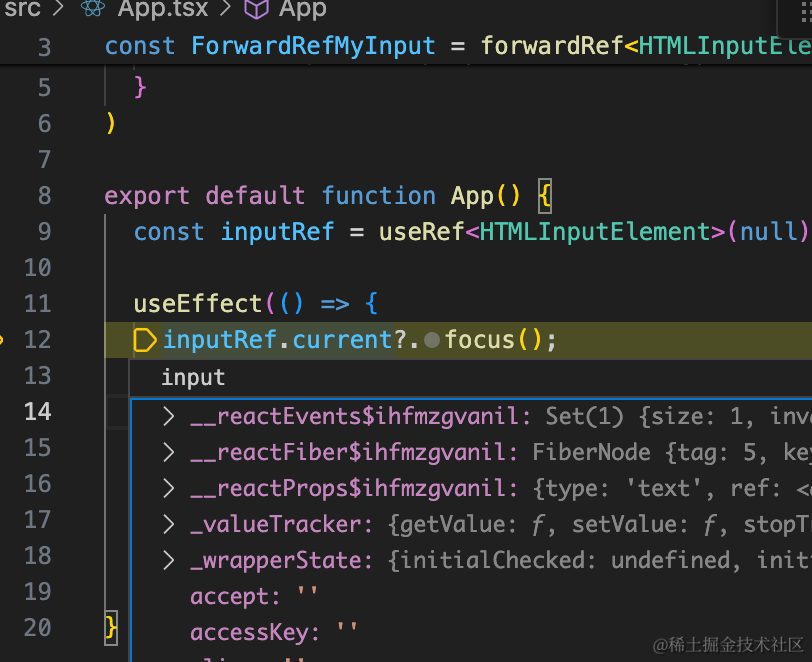 src > App.tsx > App
3 const ForwardRefMyInput = forwardRef<HTMLInputEle
5 }
6 )
7
8 export default function App() {
9 const inputRef = useRef<HTMLInputElement>(null)
10
11 useEffect(() => {
12 inputRef.current?.focus();
13 input
14 > __reactEvents$ihfmzgvanil: Set(1) {size: 1, inv
15 > __reactFiber$ihfmzgvanil: FiberNode {tag: 5, key
16 > __reactProps$ihfmzgvanil: {type: 'text', ref: <
17 > _valueTracker: {getValue: ƒ, setValue: ƒ, stopT
18 > _wrapperState: {initialChecked: undefined, init
19 accept: ''
20 } accessKey: ''
@稀土掘金技术社区